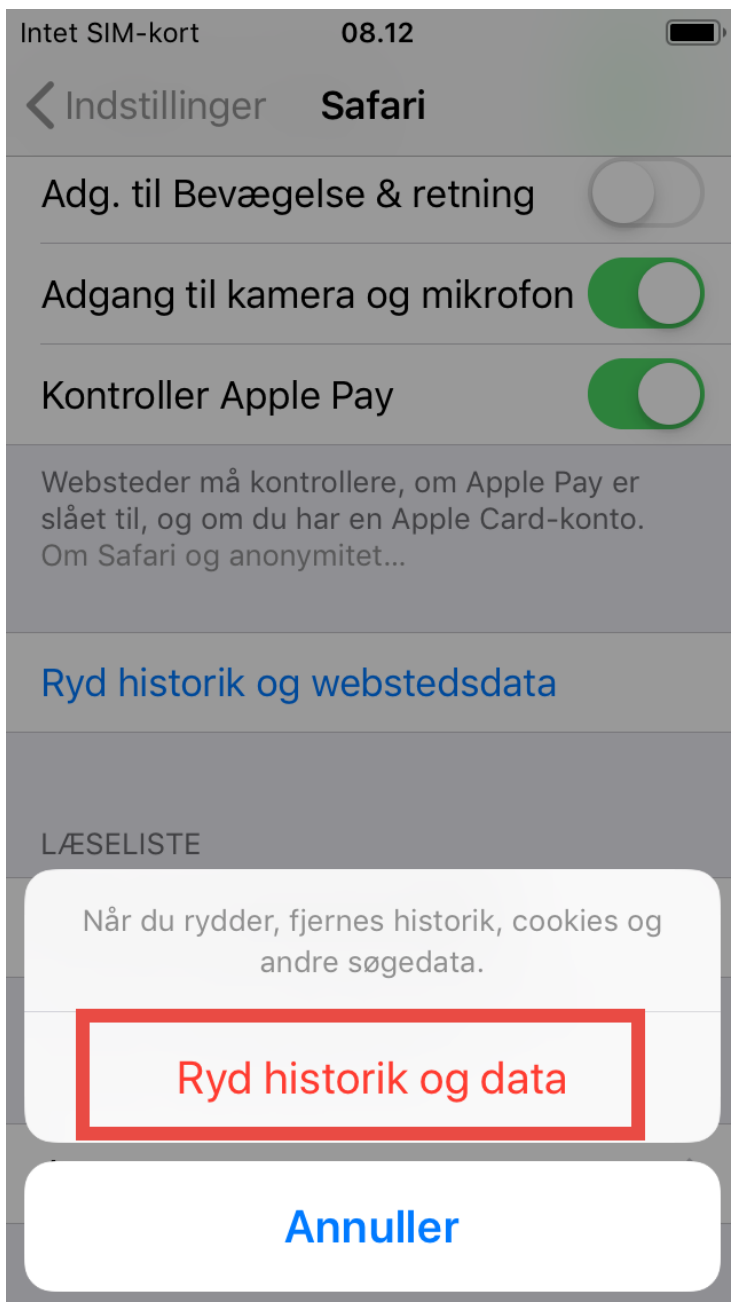 Intet SIM-kort 08.12
Indstillinger Safari
Adg. til Bevægelse & retning
Adgang til kamera og mikrofon
Kontroller Apple Pay
Websteder må kontrollere, om Apple Pay er
slået til, og om du har en Apple Card-konto.
Om Safari og anonymitet...
Ryd historik og webstedsdata
LÆSELISTE
Når du rydder, fjernes historik, cookies og
andre søgedata.
Ryd historik og data
Annuller